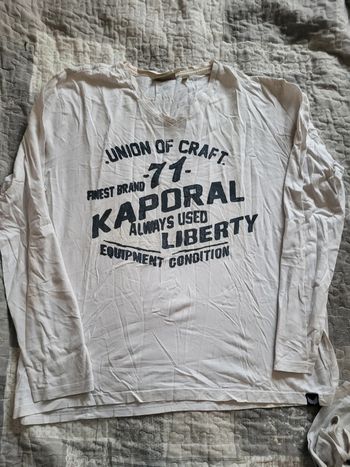 UNION OF CRAFT
-71-
FINEST BRAND
KAPORAL
ALWAYS USED
LIBERTY
EQUIPMENT CONDITION